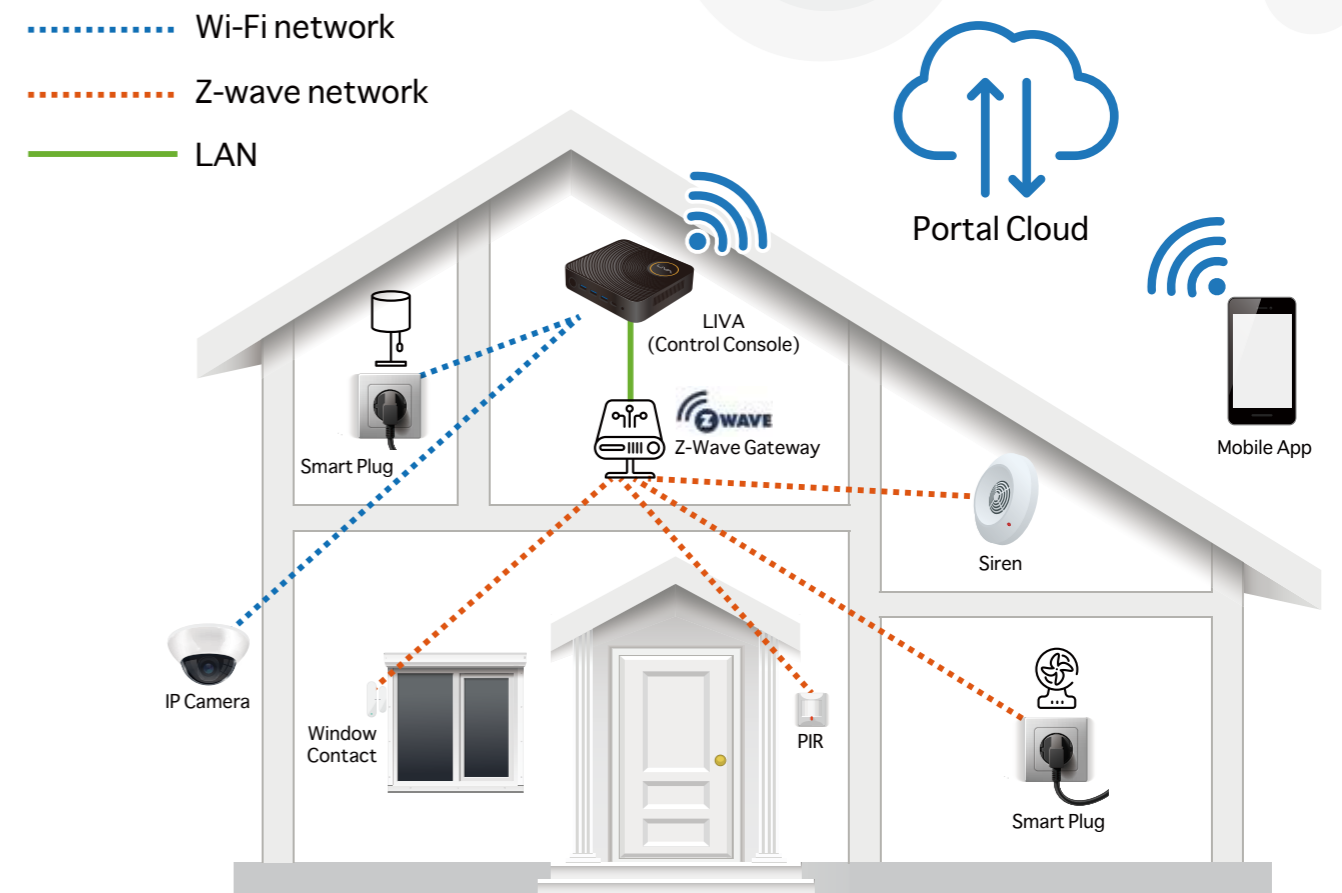 Wi-Fi network
Z-wave network
LAN
Portal Cloud
LIVA
(Control Console)
Z WAVE
Z-Wave Gateway
Mobile App
Smart Plug
Siren
IP Camera
Window
Contact
PIR
Smart Plug